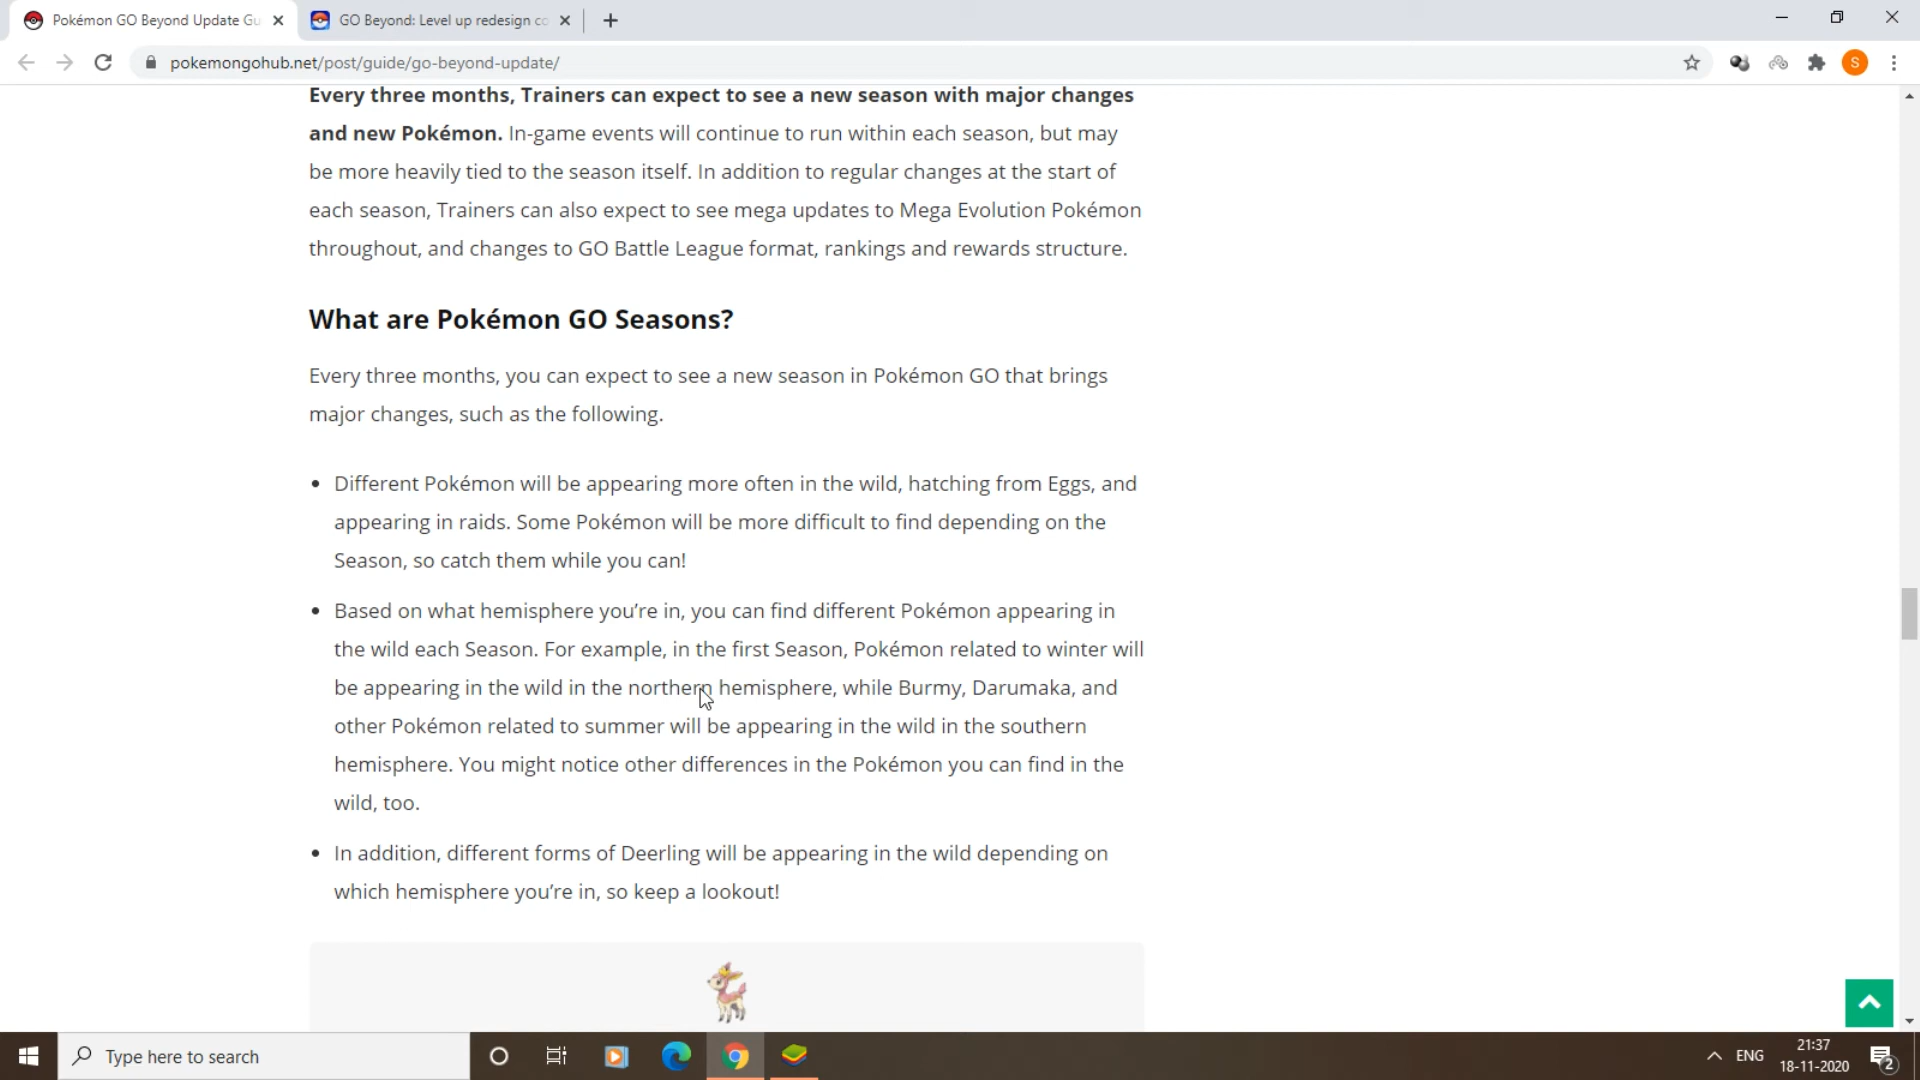 Pokémon GO Beyond Update Gu
GO Beyond: Level up redesign co
pokemongohub.net/post/guide/go-beyond-update/
S
Every three months, Trainers can expect to see a new season with major changes
and new Pokémon. In-game events will continue to run within each season, but may
be more heavily tied to the season itself. In addition to regular changes at the start of
each season, Trainers can also expect to see mega updates to Mega Evolution Pokémon
throughout, and changes to GO Battle League format, rankings and rewards structure.
What are Pokémon GO Seasons?
Every three months, you can expect to see a new season in Pokémon GO that brings
major changes, such as the following.
• Different Pokémon will be appearing more often in the wild, hatching from Eggs, and
appearing in raids. Some Pokémon will be more difficult to find depending on the
Season, so catch them while you can!
• Based on what hemisphere you’re in, you can find different Pokémon appearing in
the wild each Season. For example, in the first Season, Pokémon related to winter will
be appearing in the wild in the northern hemisphere, while Burmy, Darumaka, and
other Pokémon related to summer will be appearing in the wild in the southern
hemisphere. You might notice other differences in the Pokémon you can find in the
wild, too.
• In addition, different forms of Deerling will be appearing in the wild depending on
which hemisphere you’re in, so keep a lookout!
Type here to search
ENG
21:37
18-11-2020
2